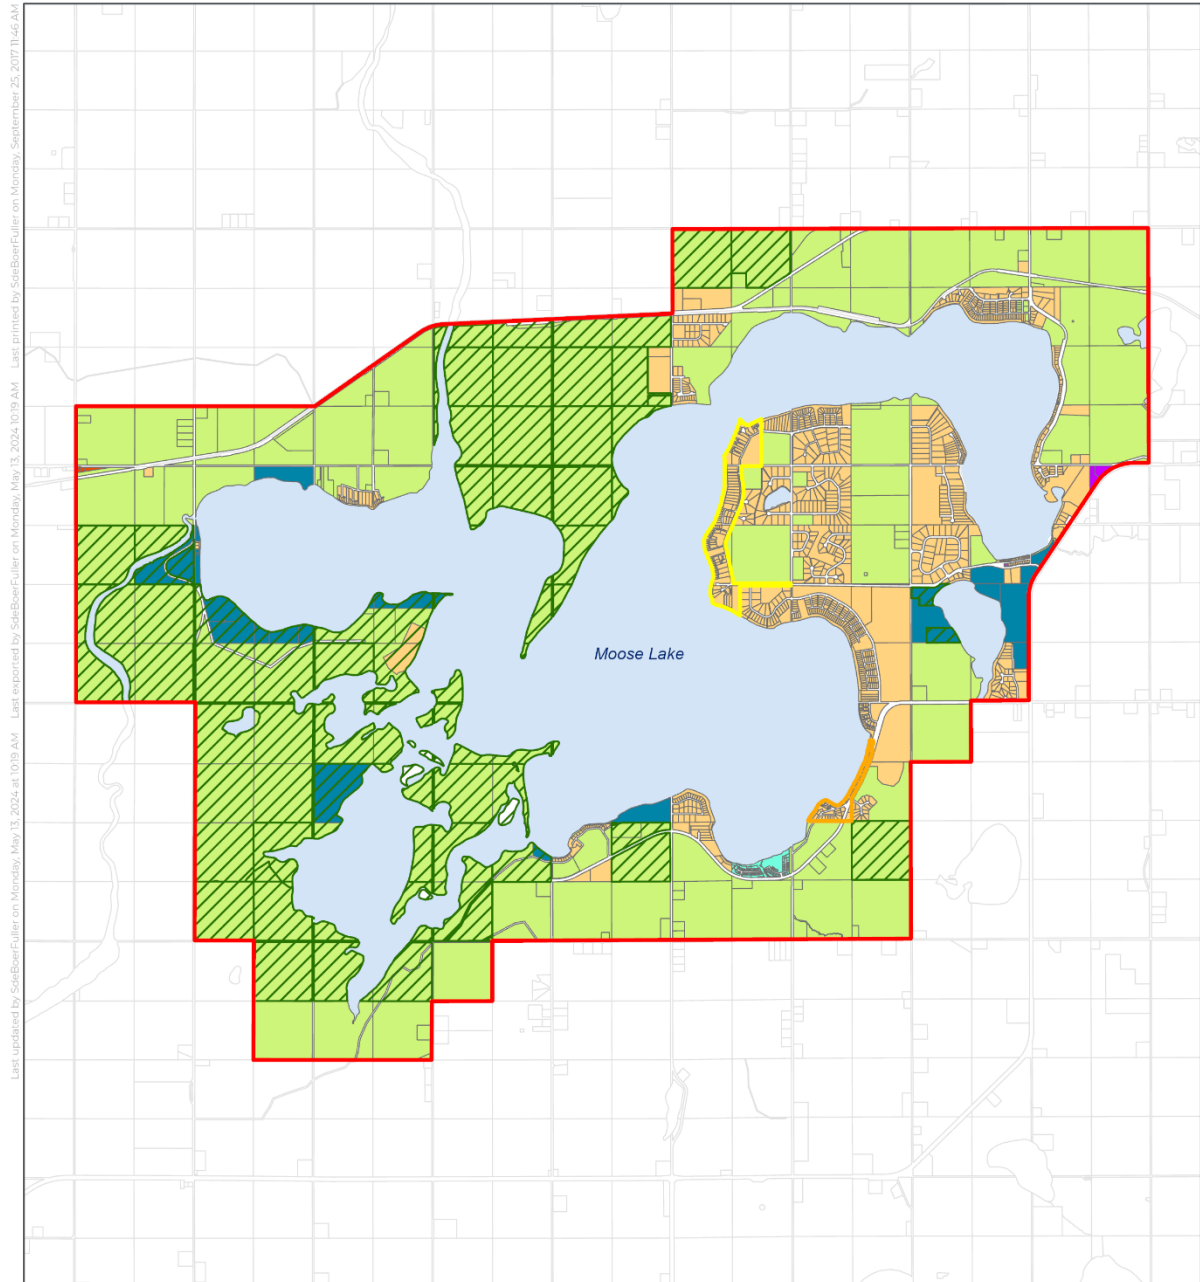 Last updated by SdeBoerFuller on Monday, May 13, 2024 at 10:19 AM Last exported by SdeBoerFuller on Monday, May 13, 2024 10:19 AM Last printed by SdeBoerFuller on Monday, September 25, 2017 11:46 AM
Moose Lake